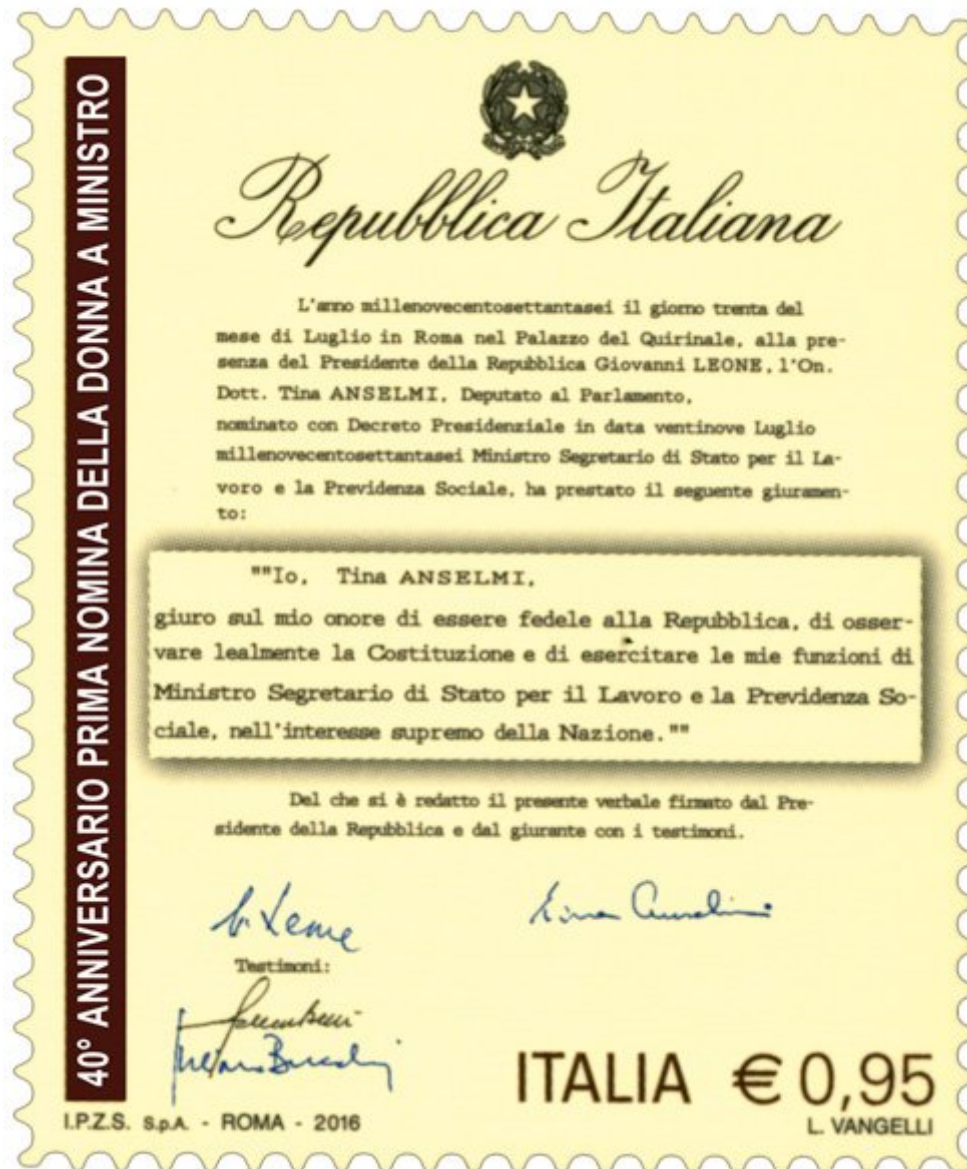 40° ANNIVERSARIO PRIMA NOMINA DELLA DONNA A MINISTRO
Repubblica Italiana
L'anno millenovecentosettantasei il giorno trenta del
mese di Luglio in Roma nel Palazzo del Quirinale, alla pre-
senza del Presidente della Repubblica Giovanni LEONE, l'On.
Dott. Tina ANSELMI, Deputato al Parlamento,
nominato con Decreto Presidenziale in data ventinove Luglio
millenovecentosettantasei Ministro Segretario di Stato per il La-
voro e la Previdenza Sociale, ha prestato il seguente giuramen-
to:
""Io, Tina ANSELMI,
giuro sul mio onore di essere fedele alla Repubblica, di osser-
vare lealmente la Costituzione e di esercitare le mie funzioni di
Ministro Segretario di Stato per il Lavoro e la Previdenza So-
ciale, nell'interesse supremo della Nazione.""
Del che si è redatto il presente verbale firmato dal Pre-
sidente della Repubblica e dal giurante con i testimoni.
G. Leone
Tina Anselmi
Testimoni:
ITALIA € 0,95
I.P.Z.S. S.p.A. - ROMA - 2016
L. VANGELLI